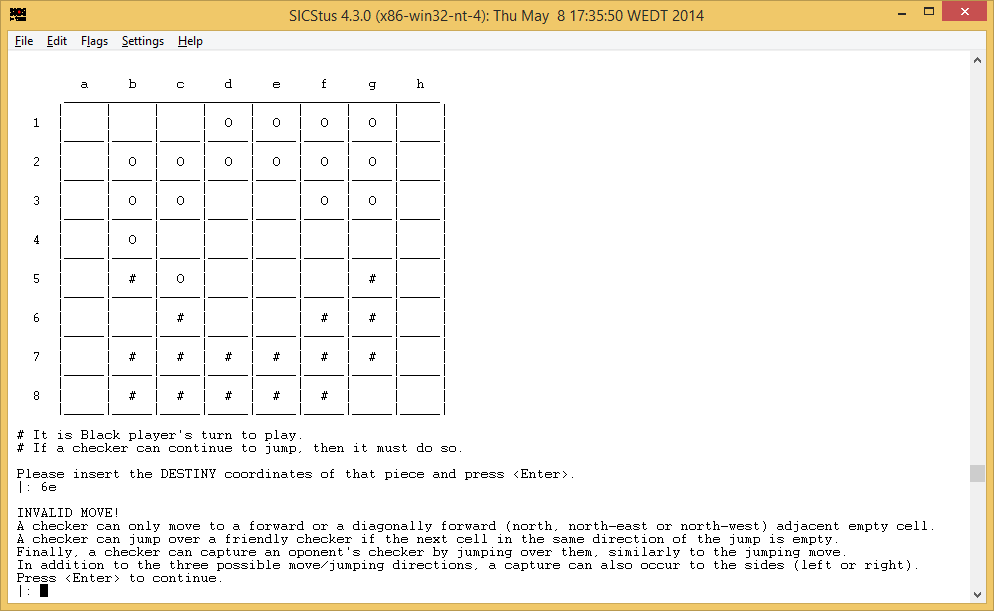 SICStus 4.3.0 (x86-win32-nt-4): Thu May  8 17:35:50 WEDT 2014
File Edit Flags Settings Help
a b c d e f g h
1 O O O O
2 O O O O O O
3 O O O O
4 O
5 # O #
6 # # #
7 # # # # # #
8 # # # # #
# It is Black player's turn to play.
# If a checker can continue to jump, then it must do so.
Please insert the DESTINY coordinates of that piece and press <Enter>.
|: 6e
INVALID MOVE!
A checker can only move to a forward or a diagonally forward (north, north-east or north-west) adjacent empty cell.
A checker can jump over a friendly checker if the next cell in the same direction of the jump is empty.
Finally, a checker can capture an oponent's checker by jumping over them, similarly to the jumping move.
In addition to the three possible move/jumping directions, a capture can also occur to the sides (left or right).
Press <Enter> to continue.
|: